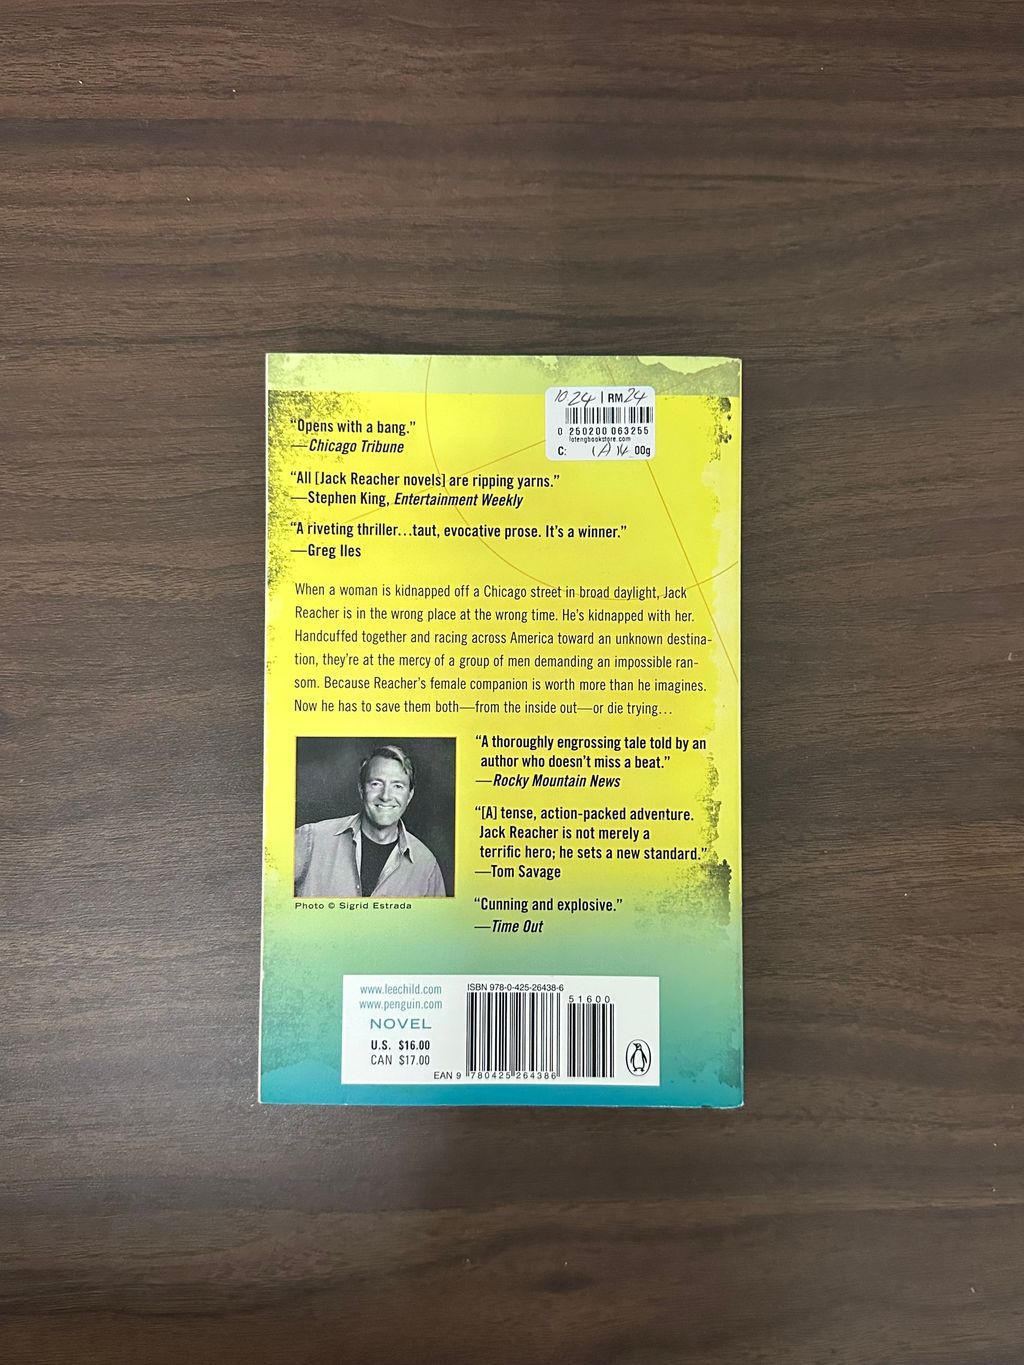 10 24 | RM 24
0 250200 063255
latengbookstore.com
C: (A) 00g
“Opens with a bang.”
—Chicago Tribune
“All [Jack Reacher novels] are ripping yarns.”
—Stephen King, Entertainment Weekly
“A riveting thriller…taut, evocative prose. It’s a winner.”
—Greg Iles
When a woman is kidnapped off a Chicago street in broad daylight, Jack
Reacher is in the wrong place at the wrong time. He’s kidnapped with her.
Handcuffed together and racing across America toward an unknown destina-
tion, they’re at the mercy of a group of men demanding an impossible ran-
som. Because Reacher’s female companion is worth more than he imagines.
Now he has to save them both—from the inside out—or die trying…
“A thoroughly engrossing tale told by an
author who doesn’t miss a beat.”
—Rocky Mountain News
“[A] tense, action-packed adventure.
Jack Reacher is not merely a
terrific hero; he sets a new standard.”
—Tom Savage
“Cunning and explosive.”
—Time Out
Photo © Sigrid Estrada
www.leechild.com
www.penguin.com
NOVEL
U.S. $16.00
CAN $17.00
ISBN 978-0-425-26438-6
51600
EAN 9 780425 264386